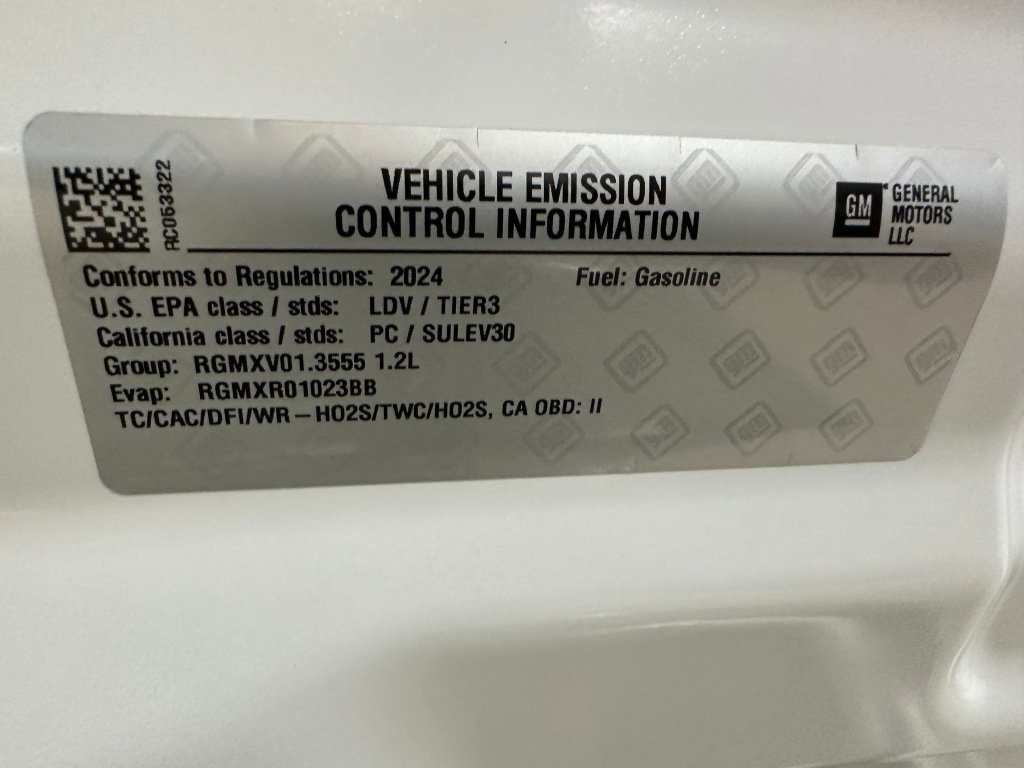 RC053322
VEHICLE EMISSION
CONTROL INFORMATION
GM
GENERAL
MOTORS
LLC
Conforms to Regulations: 2024 Fuel: Gasoline
U.S. EPA class / stds: LDV / TIER3
California class / stds: PC / SULEV30
Group: RGMXV01.3555 1.2L
Evap: RGMXR01023BB
TC/CAC/DFI/WR–HO2S/TWC/HO2S, CA OBD: II